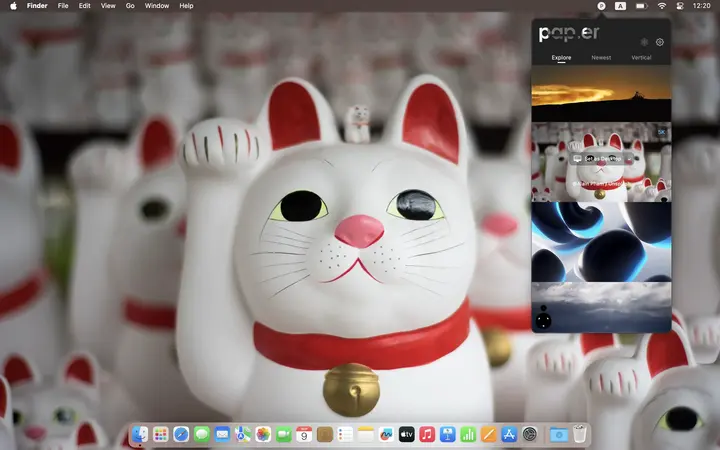 Finder File Edit View Go Window Help
A
12:20
pap.er
Explore Newest Vertical
5K
Set as Desktop
9
tv